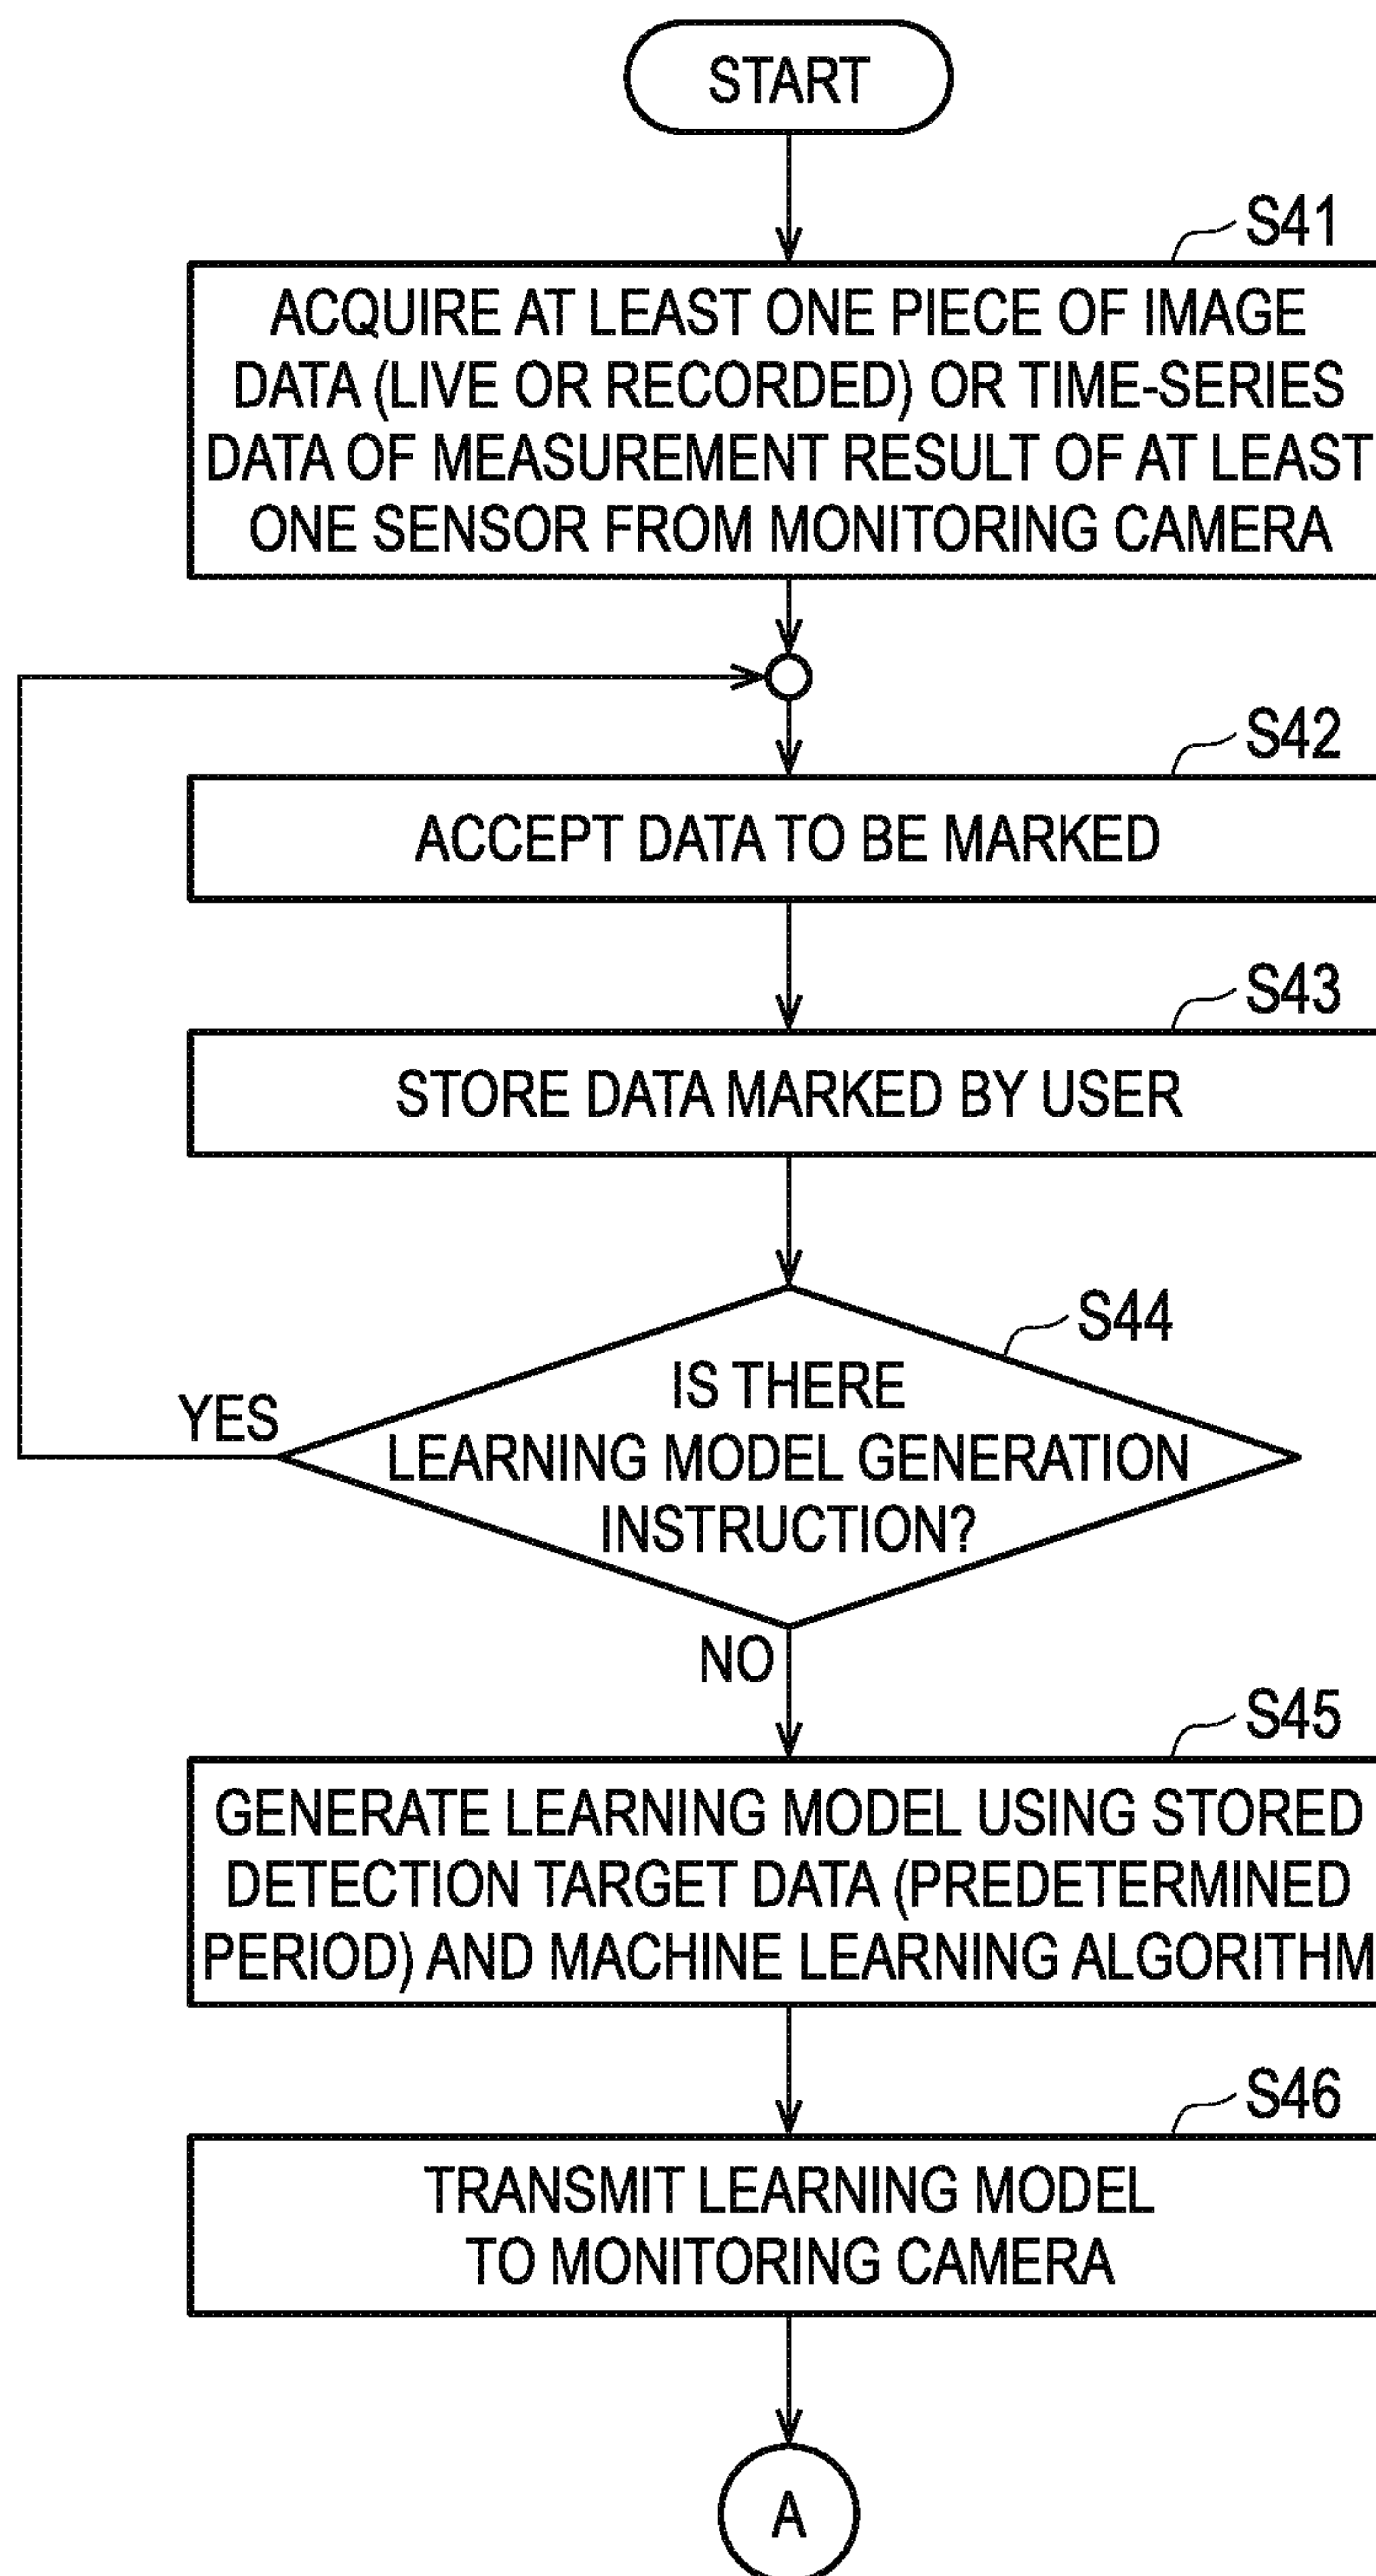 START
S41
ACQUIRE AT LEAST ONE PIECE OF IMAGE
DATA (LIVE OR RECORDED) OR TIME-SERIES
DATA OF MEASUREMENT RESULT OF AT LEAST
ONE SENSOR FROM MONITORING CAMERA
S42
ACCEPT DATA TO BE MARKED
S43
STORE DATA MARKED BY USER
S44
IS THERE
LEARNING MODEL GENERATION
INSTRUCTION?
YES
NO
S45
GENERATE LEARNING MODEL USING STORED
DETECTION TARGET DATA (PREDETERMINED
PERIOD) AND MACHINE LEARNING ALGORITHM
S46
TRANSMIT LEARNING MODEL
TO MONITORING CAMERA
A